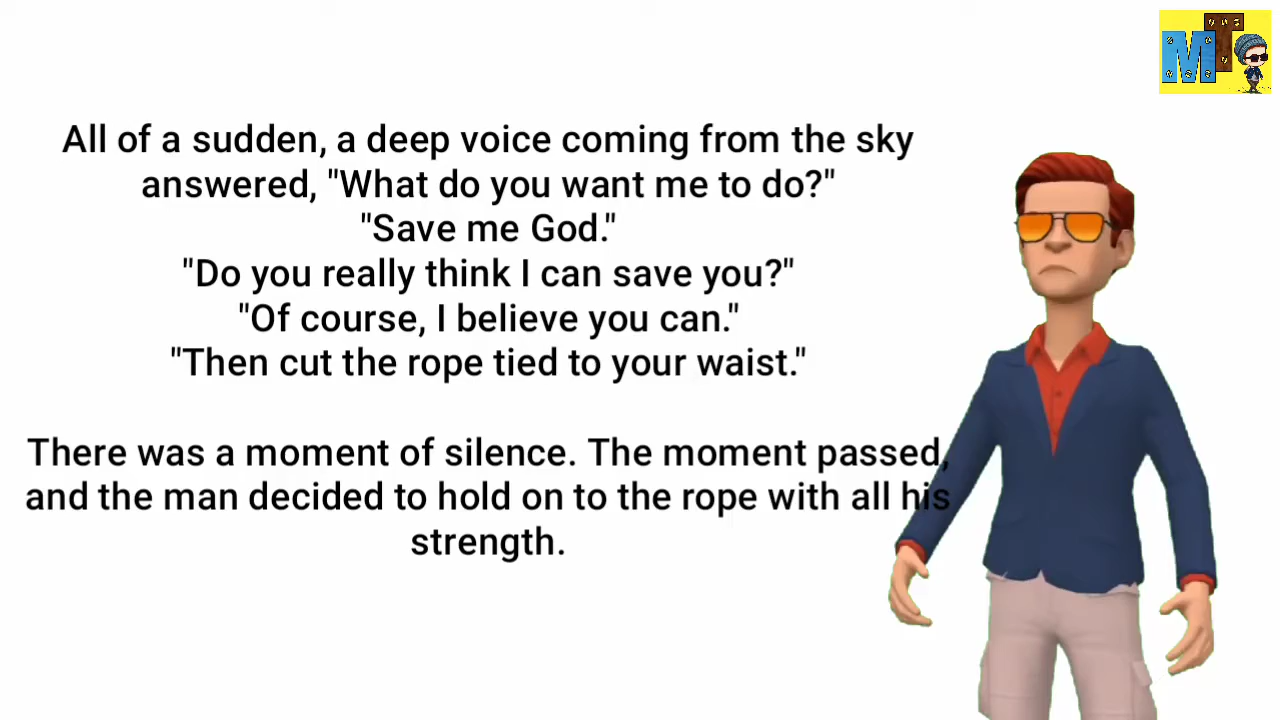 MT
All of a sudden, a deep voice coming from the sky
answered, "What do you want me to do?"
"Save me God."
"Do you really think I can save you?"
"Of course, I believe you can."
"Then cut the rope tied to your waist."
There was a moment of silence. The moment passed,
and the man decided to hold on to the rope with all his
strength.